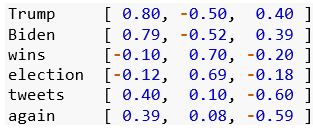 Trump [ 0.80, -0.50, 0.40 ]
Biden [ 0.79, -0.52, 0.39 ]
wins [-0.10, 0.70, -0.20 ]
election [-0.12, 0.69, -0.18 ]
tweets [ 0.40, 0.10, -0.60 ]
again [ 0.39, 0.08, -0.59 ]